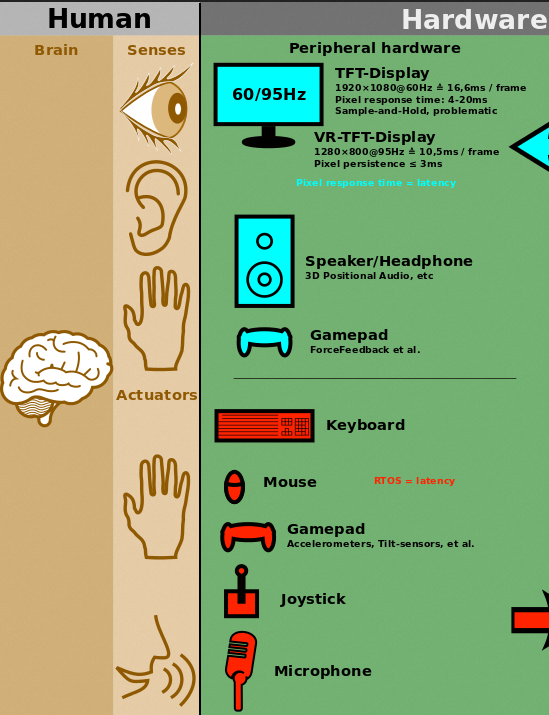 Human
Hardware
Brain
Senses
Peripheral hardware
60/95Hz
TFT-Display
1920×1080@60Hz ≙ 16,6ms / frame
Pixel response time: 4-20ms
Sample-and-Hold, problematic
VR-TFT-Display
1280×800@95Hz ≙ 10,5ms / frame
Pixel persistence ≤ 3ms
Pixel response time = latency
Speaker/Headphone
3D Positional Audio, etc
Gamepad
ForceFeedback et al.
Actuators
Keyboard
Mouse
RTOS = latency
Gamepad
Accelerometers, Tilt-sensors, et al.
Joystick
Microphone